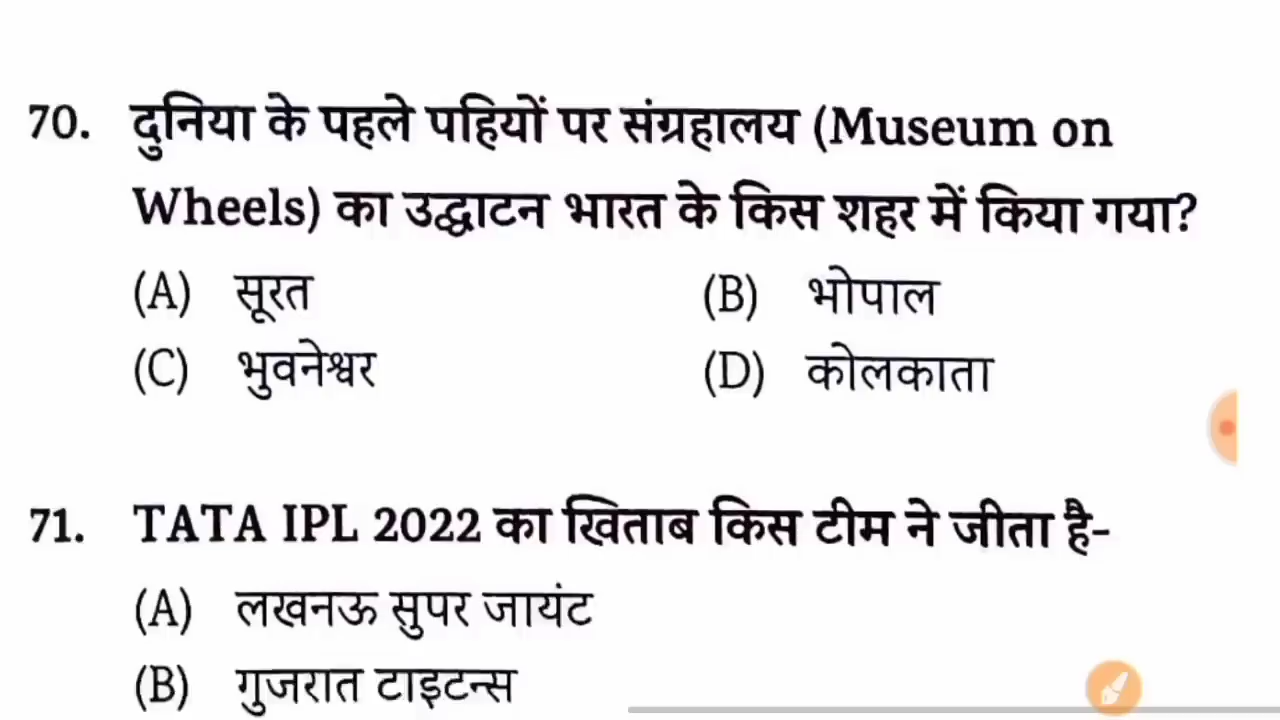 70. दुनिया के पहले पहियों पर संग्रहालय (Museum on
Wheels) का उद्घाटन भारत के किस शहर में किया गया?
(A) सूरत (B) भोपाल
(C) भुवनेश्वर (D) कोलकाता
71. TATA IPL 2022 का खिताब किस टीम ने जीता है-
(A) लखनऊ सुपर जायंट
(B) गुजरात टाइटन्स